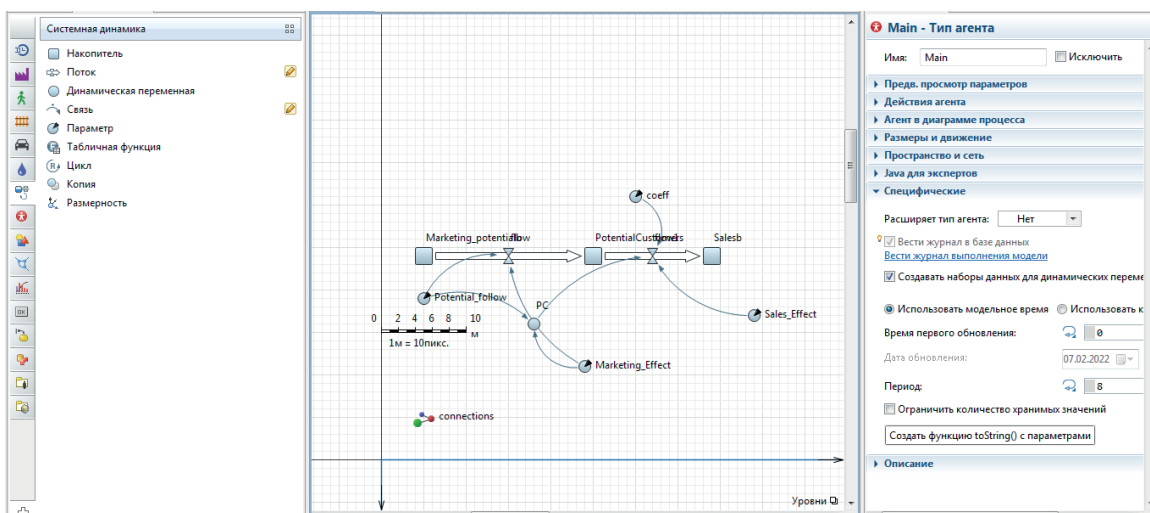 Системная динамика
Накопитель
Поток
Динамическая переменная
Связь
Параметр
Табличная функция
Цикл
Копия
Размерность
coeff
Marketing_potential
flow
PotentialCustomers
Salesb
Potential_follow
PC
Sales_Effect
0 2 4 6 8 10
м
1м = 10пикс.
Marketing_Effect
connections
Уровни
Main - Тип агента
Имя: Main Исключить
Предв. просмотр параметров
Действия агента
Агент в диаграмме процесса
Размеры и движение
Пространство и сеть
Java для экспертов
Специфические
Расширяет тип агента: Нет
Вести журнал в базе данных
Вести журнал выполнения модели
Создавать наборы данных для динамических переме
Использовать модельное время Использовать к
Время первого обновления: 0
Дата обновления: 07.02.2022
Период: 8
Ограничить количество хранимых значений
Создать функцию toString() с параметрами
Описание